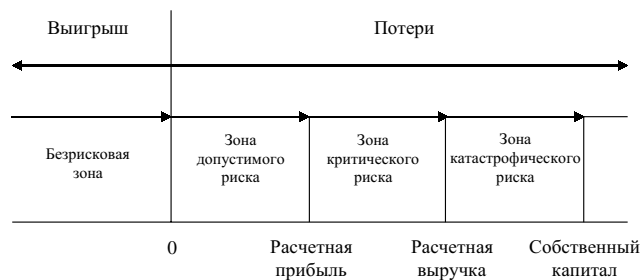 Выигрыш
Потери
Безрисковая
зона
Зона
допустимого
риска
Зона
критического
риска
Зона
катастрофического
риска
0
Расчетная
прибыль
Расчетная
выручка
Собственный
капитал